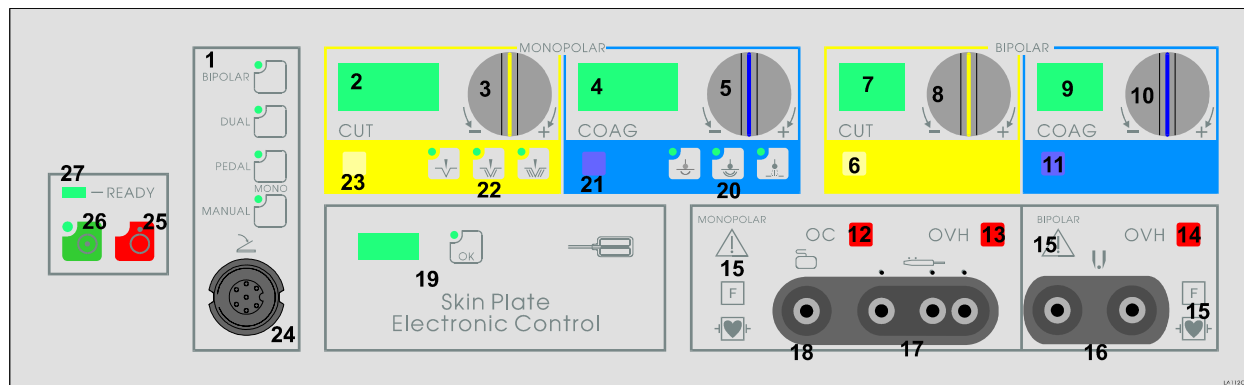 MONOPOLAR
BIPOLAR
1
BIPOLAR
DUAL
PEDAL
MONO
MANUAL
24
27
READY
26
25
2
3
CUT
- +
23
22
4
5
COAG
- +
21
20
7
8
CUT
- +
6
9
10
COAG
- +
11
19
OK
Skin Plate
Electronic Control
MONOPOLAR
OC 12
OVH 13
15
F
18
17
BIPOLAR
15
OVH 14
F
15
16